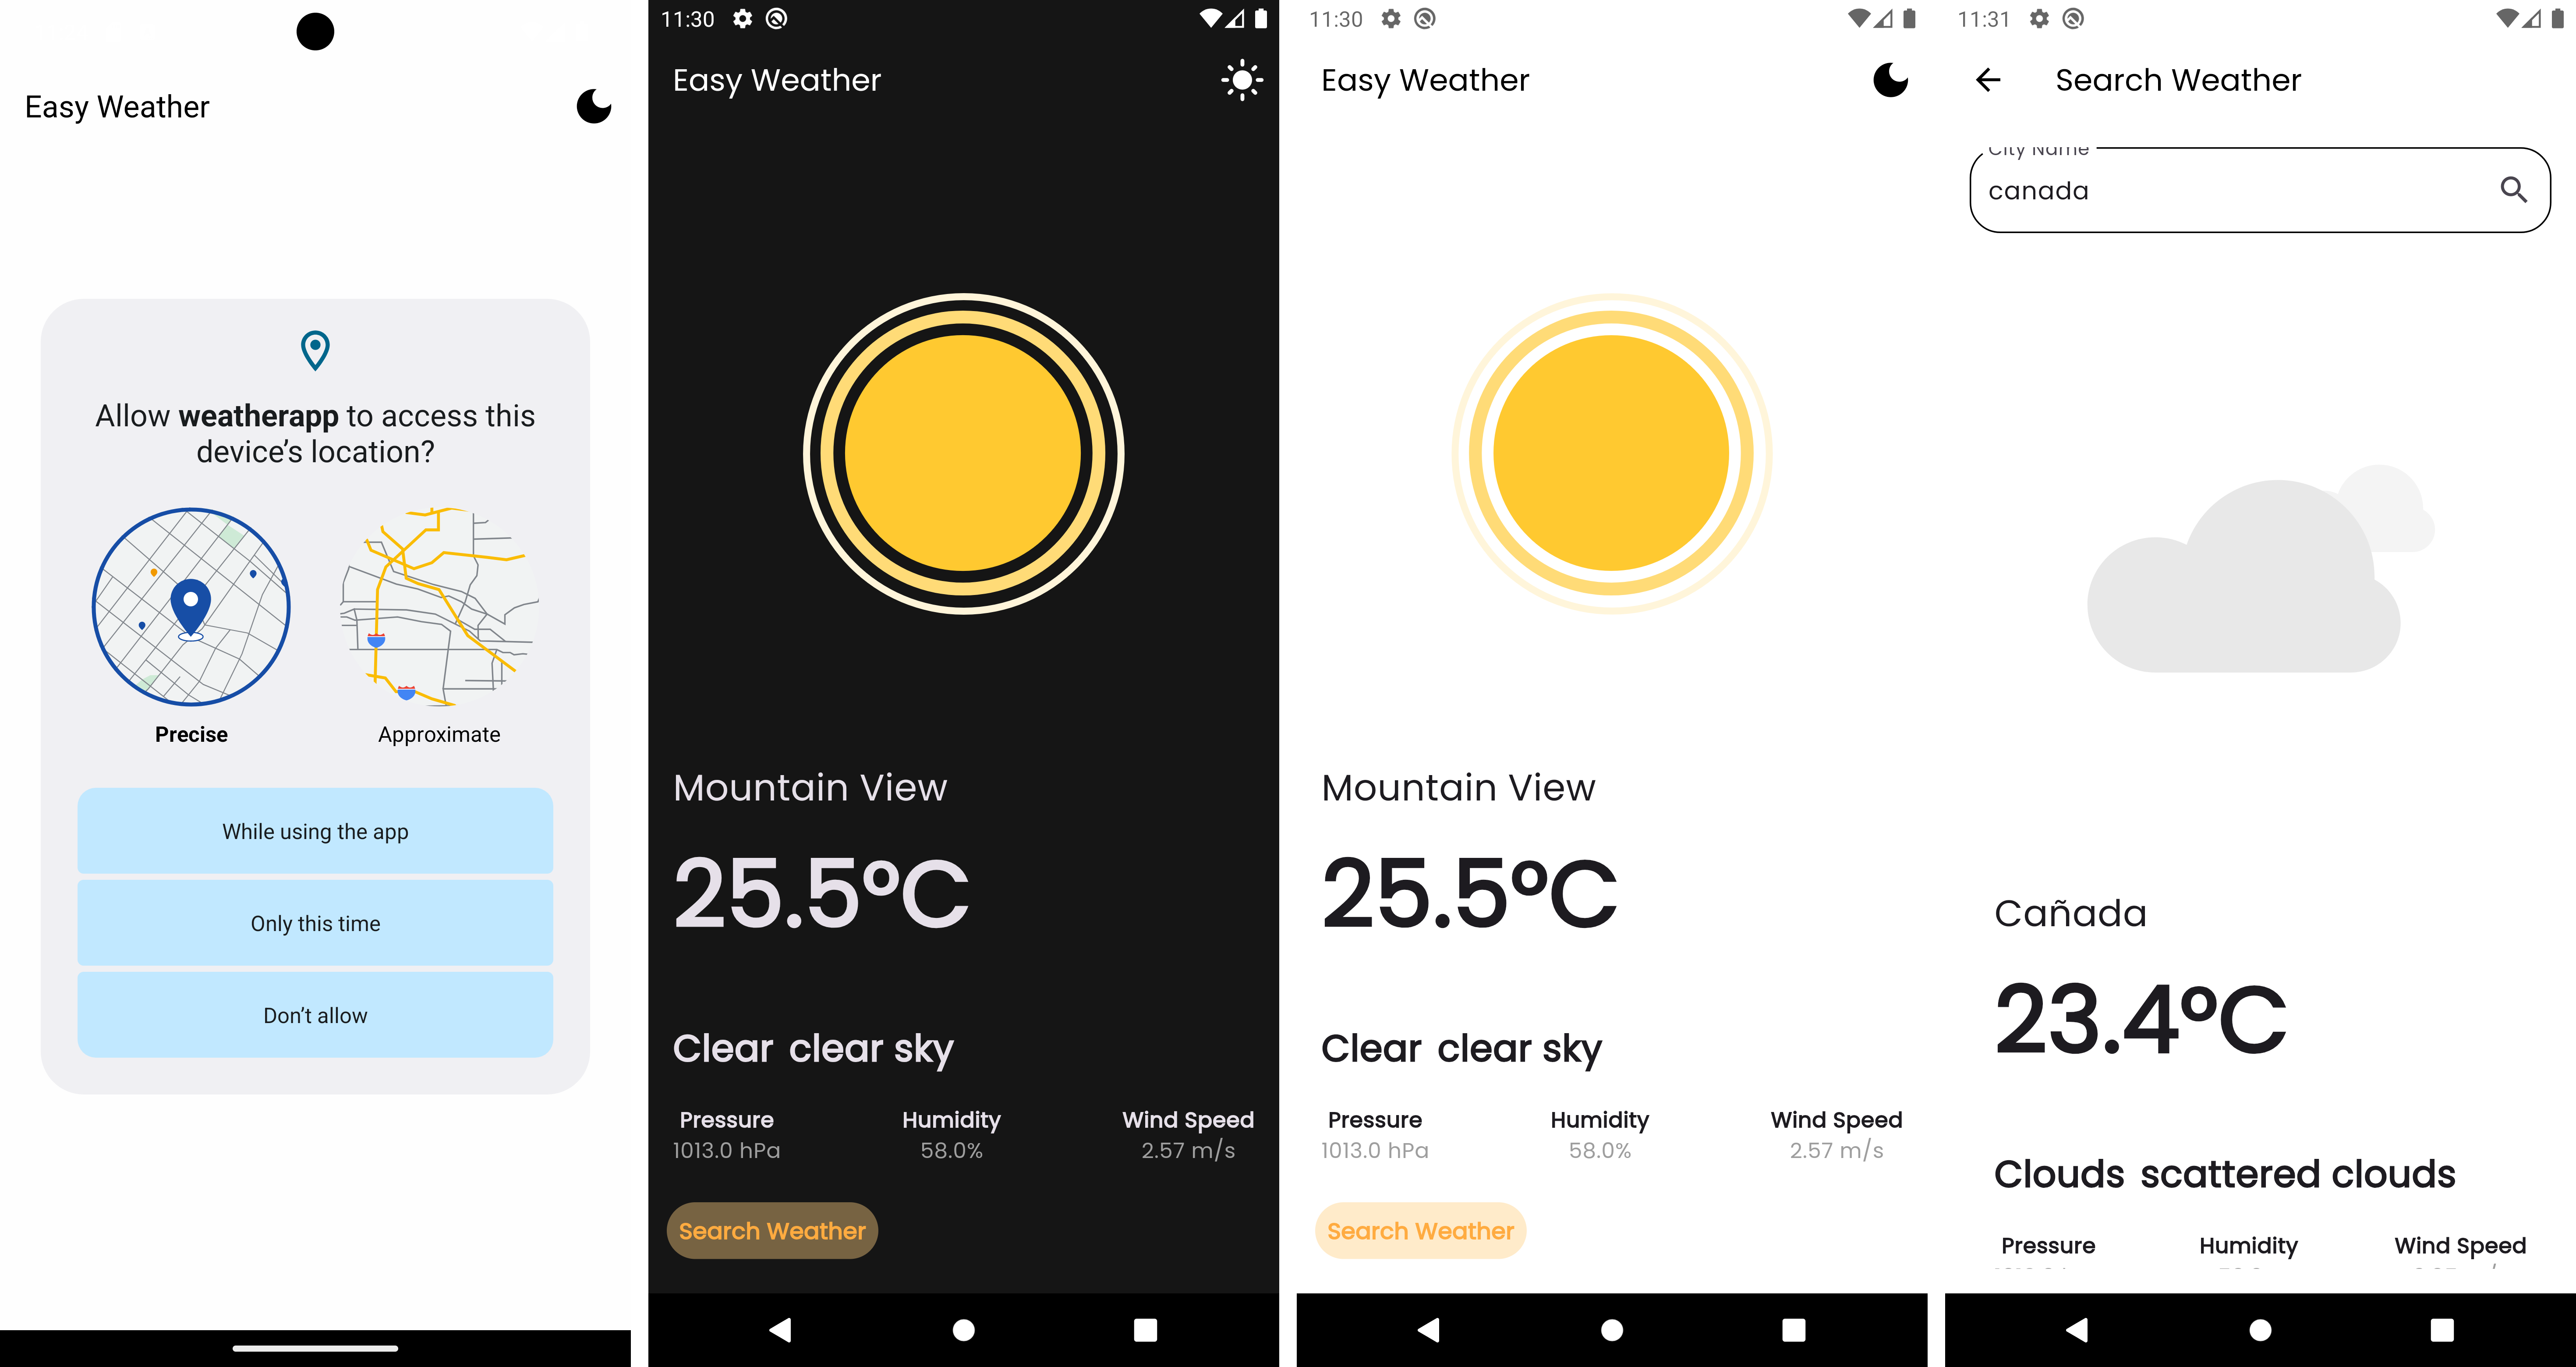 Easy Weather
Allow weatherapp to access this
device’s location?
Precise
Approximate
While using the app
Only this time
Don’t allow
11:30
Easy Weather
Mountain View
25.5°C
Clear clear sky
Pressure Humidity Wind Speed
1013.0 hPa 58.0% 2.57 m/s
Search Weather
11:30
Easy Weather
Mountain View
25.5°C
Clear clear sky
Pressure Humidity Wind Speed
1013.0 hPa 58.0% 2.57 m/s
Search Weather
11:31
Search Weather
City Name
canada
Cañada
23.4°C
Clouds scattered clouds
Pressure Humidity Wind Speed